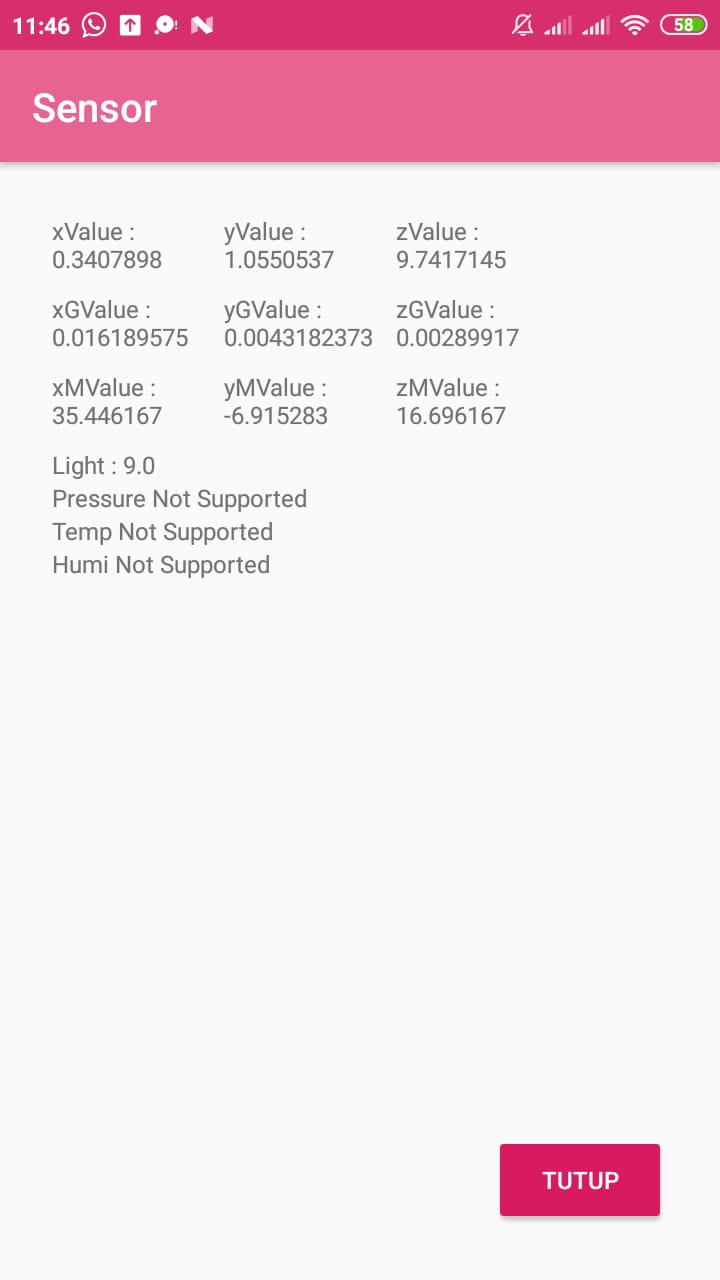 11:46
58
Sensor
xValue : yValue : zValue :
0.3407898 1.0550537 9.7417145
xGValue : yGValue : zGValue :
0.016189575 0.0043182373 0.00289917
xMValue : yMValue : zMValue :
35.446167 -6.915283 16.696167
Light : 9.0
Pressure Not Supported
Temp Not Supported
Humi Not Supported
TUTUP